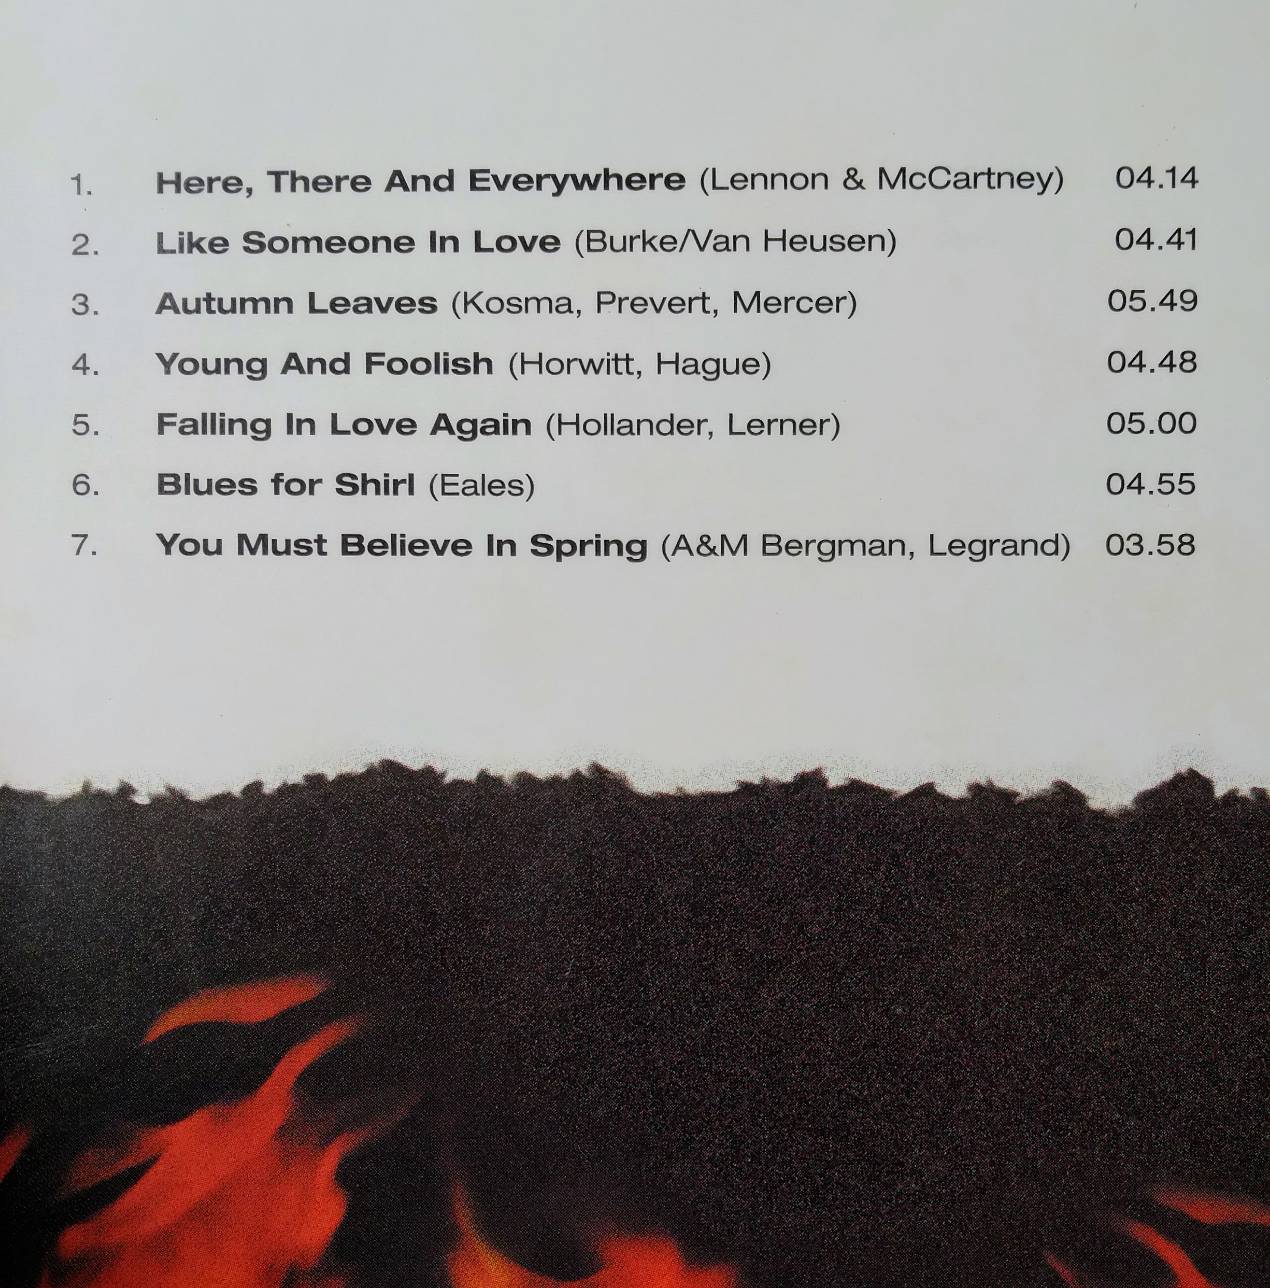 1. Here, There And Everywhere (Lennon & McCartney) 04.14
2. Like Someone In Love (Burke/Van Heusen) 04.41
3. Autumn Leaves (Kosma, Prevert, Mercer) 05.49
4. Young And Foolish (Horwitt, Hague) 04.48
5. Falling In Love Again (Hollander, Lerner) 05.00
6. Blues for Shirl (Eales) 04.55
7. You Must Believe In Spring (A&M Bergman, Legrand) 03.58